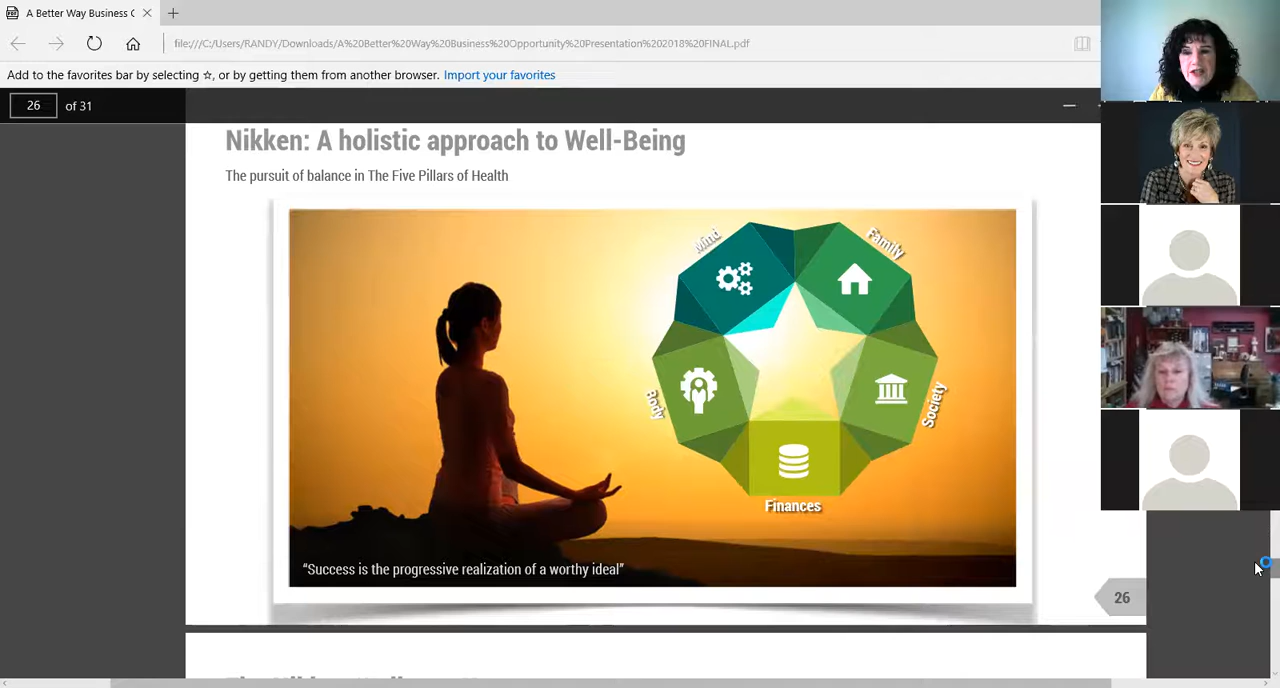 A Better Way Business C
file:///C:/Users/RANDY/Downloads/A%20Better%20Way%20Business%20Opportunity%20Presentation%202018%20FINAL.pdf
Add to the favorites bar by selecting ☆, or by getting them from another browser. Import your favorites
26 of 31
Nikken: A holistic approach to Well-Being
The pursuit of balance in The Five Pillars of Health
Mind
Family
Body
Society
Finances
“Success is the progressive realization of a worthy ideal”
26